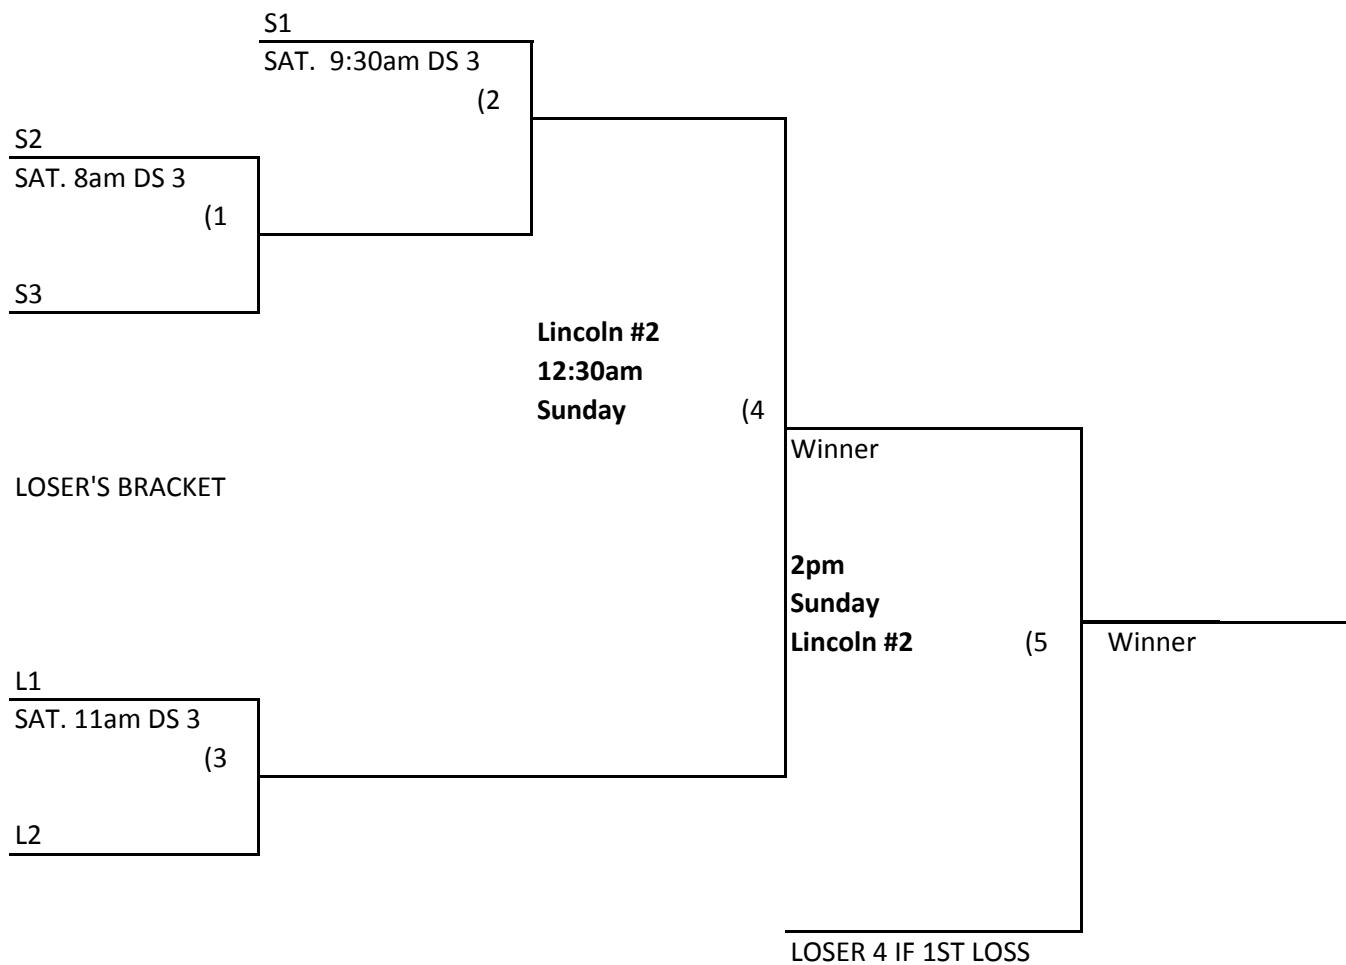 S1
SAT.  9:30am DS 3
(2
S2
SAT. 8am DS 3
(1
S3
Lincoln #2
12:30am
Sunday (4
Winner
LOSER'S BRACKET
2pm
Sunday
Lincoln #2 (5 Winner
L1
SAT. 11am DS 3
(3
L2
LOSER 4 IF 1ST LOSS